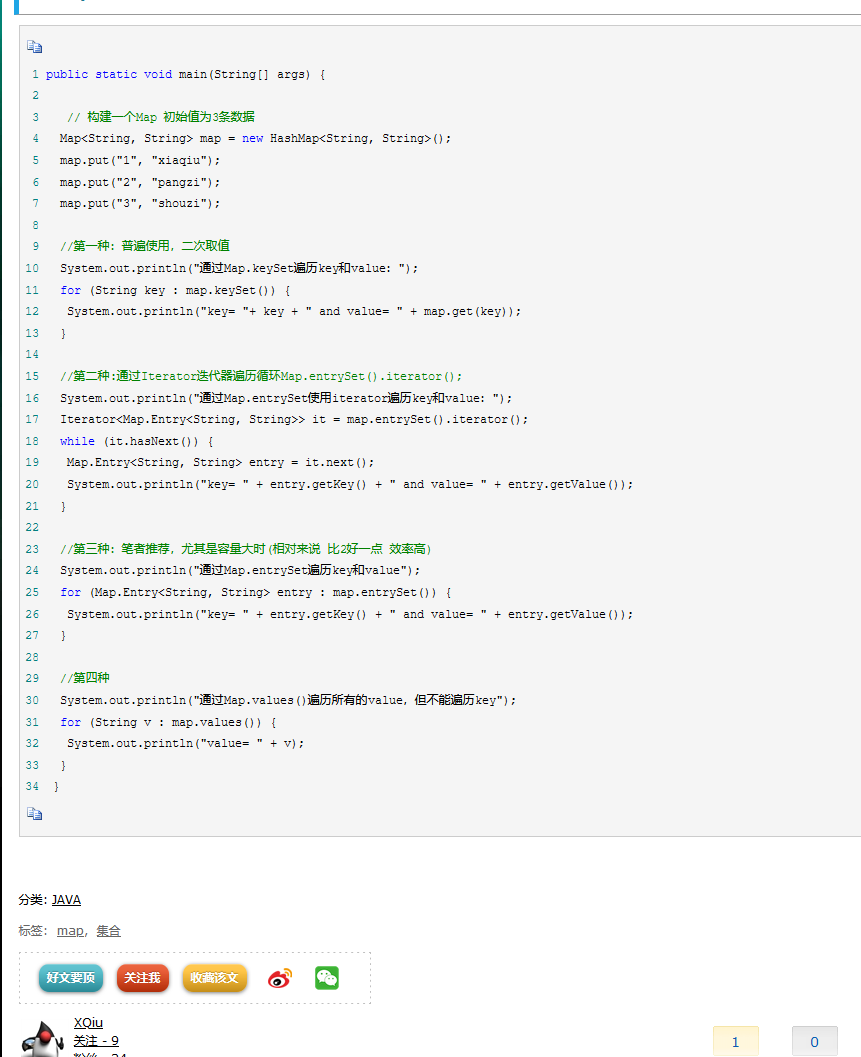 1 public static void main(String[] args) {
2
3 // 构建一个Map 初始值为3条数据
4 Map<String, String> map = new HashMap<String, String>();
5 map.put("1", "xiaqiu");
6 map.put("2", "pangzi");
7 map.put("3", "shouzi");
8
9 //第一种：普遍使用，二次取值
10 System.out.println("通过Map.keySet遍历key和value：");
11 for (String key : map.keySet()) {
12 System.out.println("key= "+ key + " and value= " + map.get(key));
13 }
14
15 //第二种:通过Iterator迭代器遍历循环Map.entrySet().iterator();
16 System.out.println("通过Map.entrySet使用iterator遍历key和value：");
17 Iterator<Map.Entry<String, String>> it = map.entrySet().iterator();
18 while (it.hasNext()) {
19 Map.Entry<String, String> entry = it.next();
20 System.out.println("key= " + entry.getKey() + " and value= " + entry.getValue());
21 }
22
23 //第三种：笔者推荐，尤其是容量大时(相对来说 比2好一点 效率高)
24 System.out.println("通过Map.entrySet遍历key和value");
25 for (Map.Entry<String, String> entry : map.entrySet()) {
26 System.out.println("key= " + entry.getKey() + " and value= " + entry.getValue());
27 }
28
29 //第四种
30 System.out.println("通过Map.values()遍历所有的value，但不能遍历key");
31 for (String v : map.values()) {
32 System.out.println("value= " + v);
33 }
34 }
分类: JAVA
标签: map, 集合
好文要顶 关注我 收藏该文
XQiu
关注 - 9
1 0